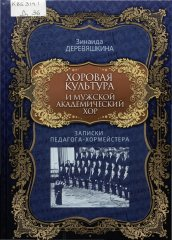 Зинаида
ДЕРЕВЯШКИНА
ХОРОВАЯ
КУЛЬТУРА
И МУЖСКОЙ
АКАДЕМИЧЕСКИЙ
ХОР
ЗАПИСКИ
ПЕДАГОГА-ХОРМЕЙСТЕРА